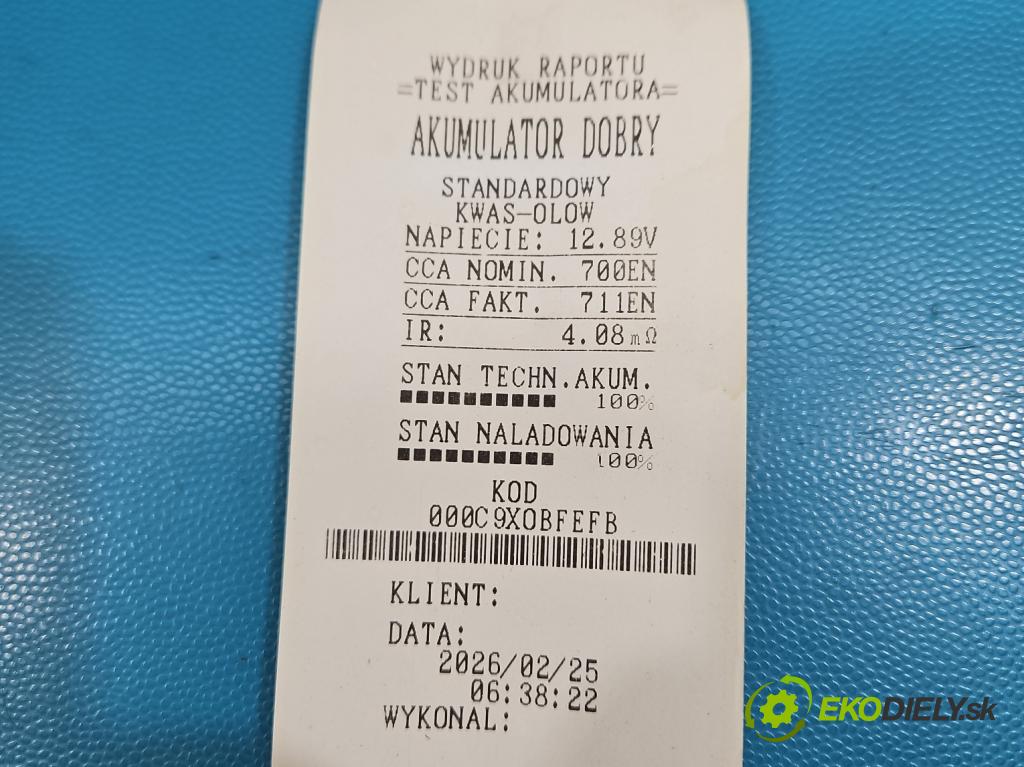 WYDRUK RAPORTU
=TEST AKUMULATORA=
AKUMULATOR DOBRY
STANDARDOWY
KWAS-OLOW
NAPIECIE: 12.89V
CCA NOMIN. 700EN
CCA FAKT. 711EN
IR: 4.08mΩ
STAN TECHN.AKUM.
100%
STAN NALADOWANIA
100%
KOD
000C9XOBFEFB
KLIENT:
DATA:
2026/02/25
06:38:22
WYKONAL:
EKODIELY.sk